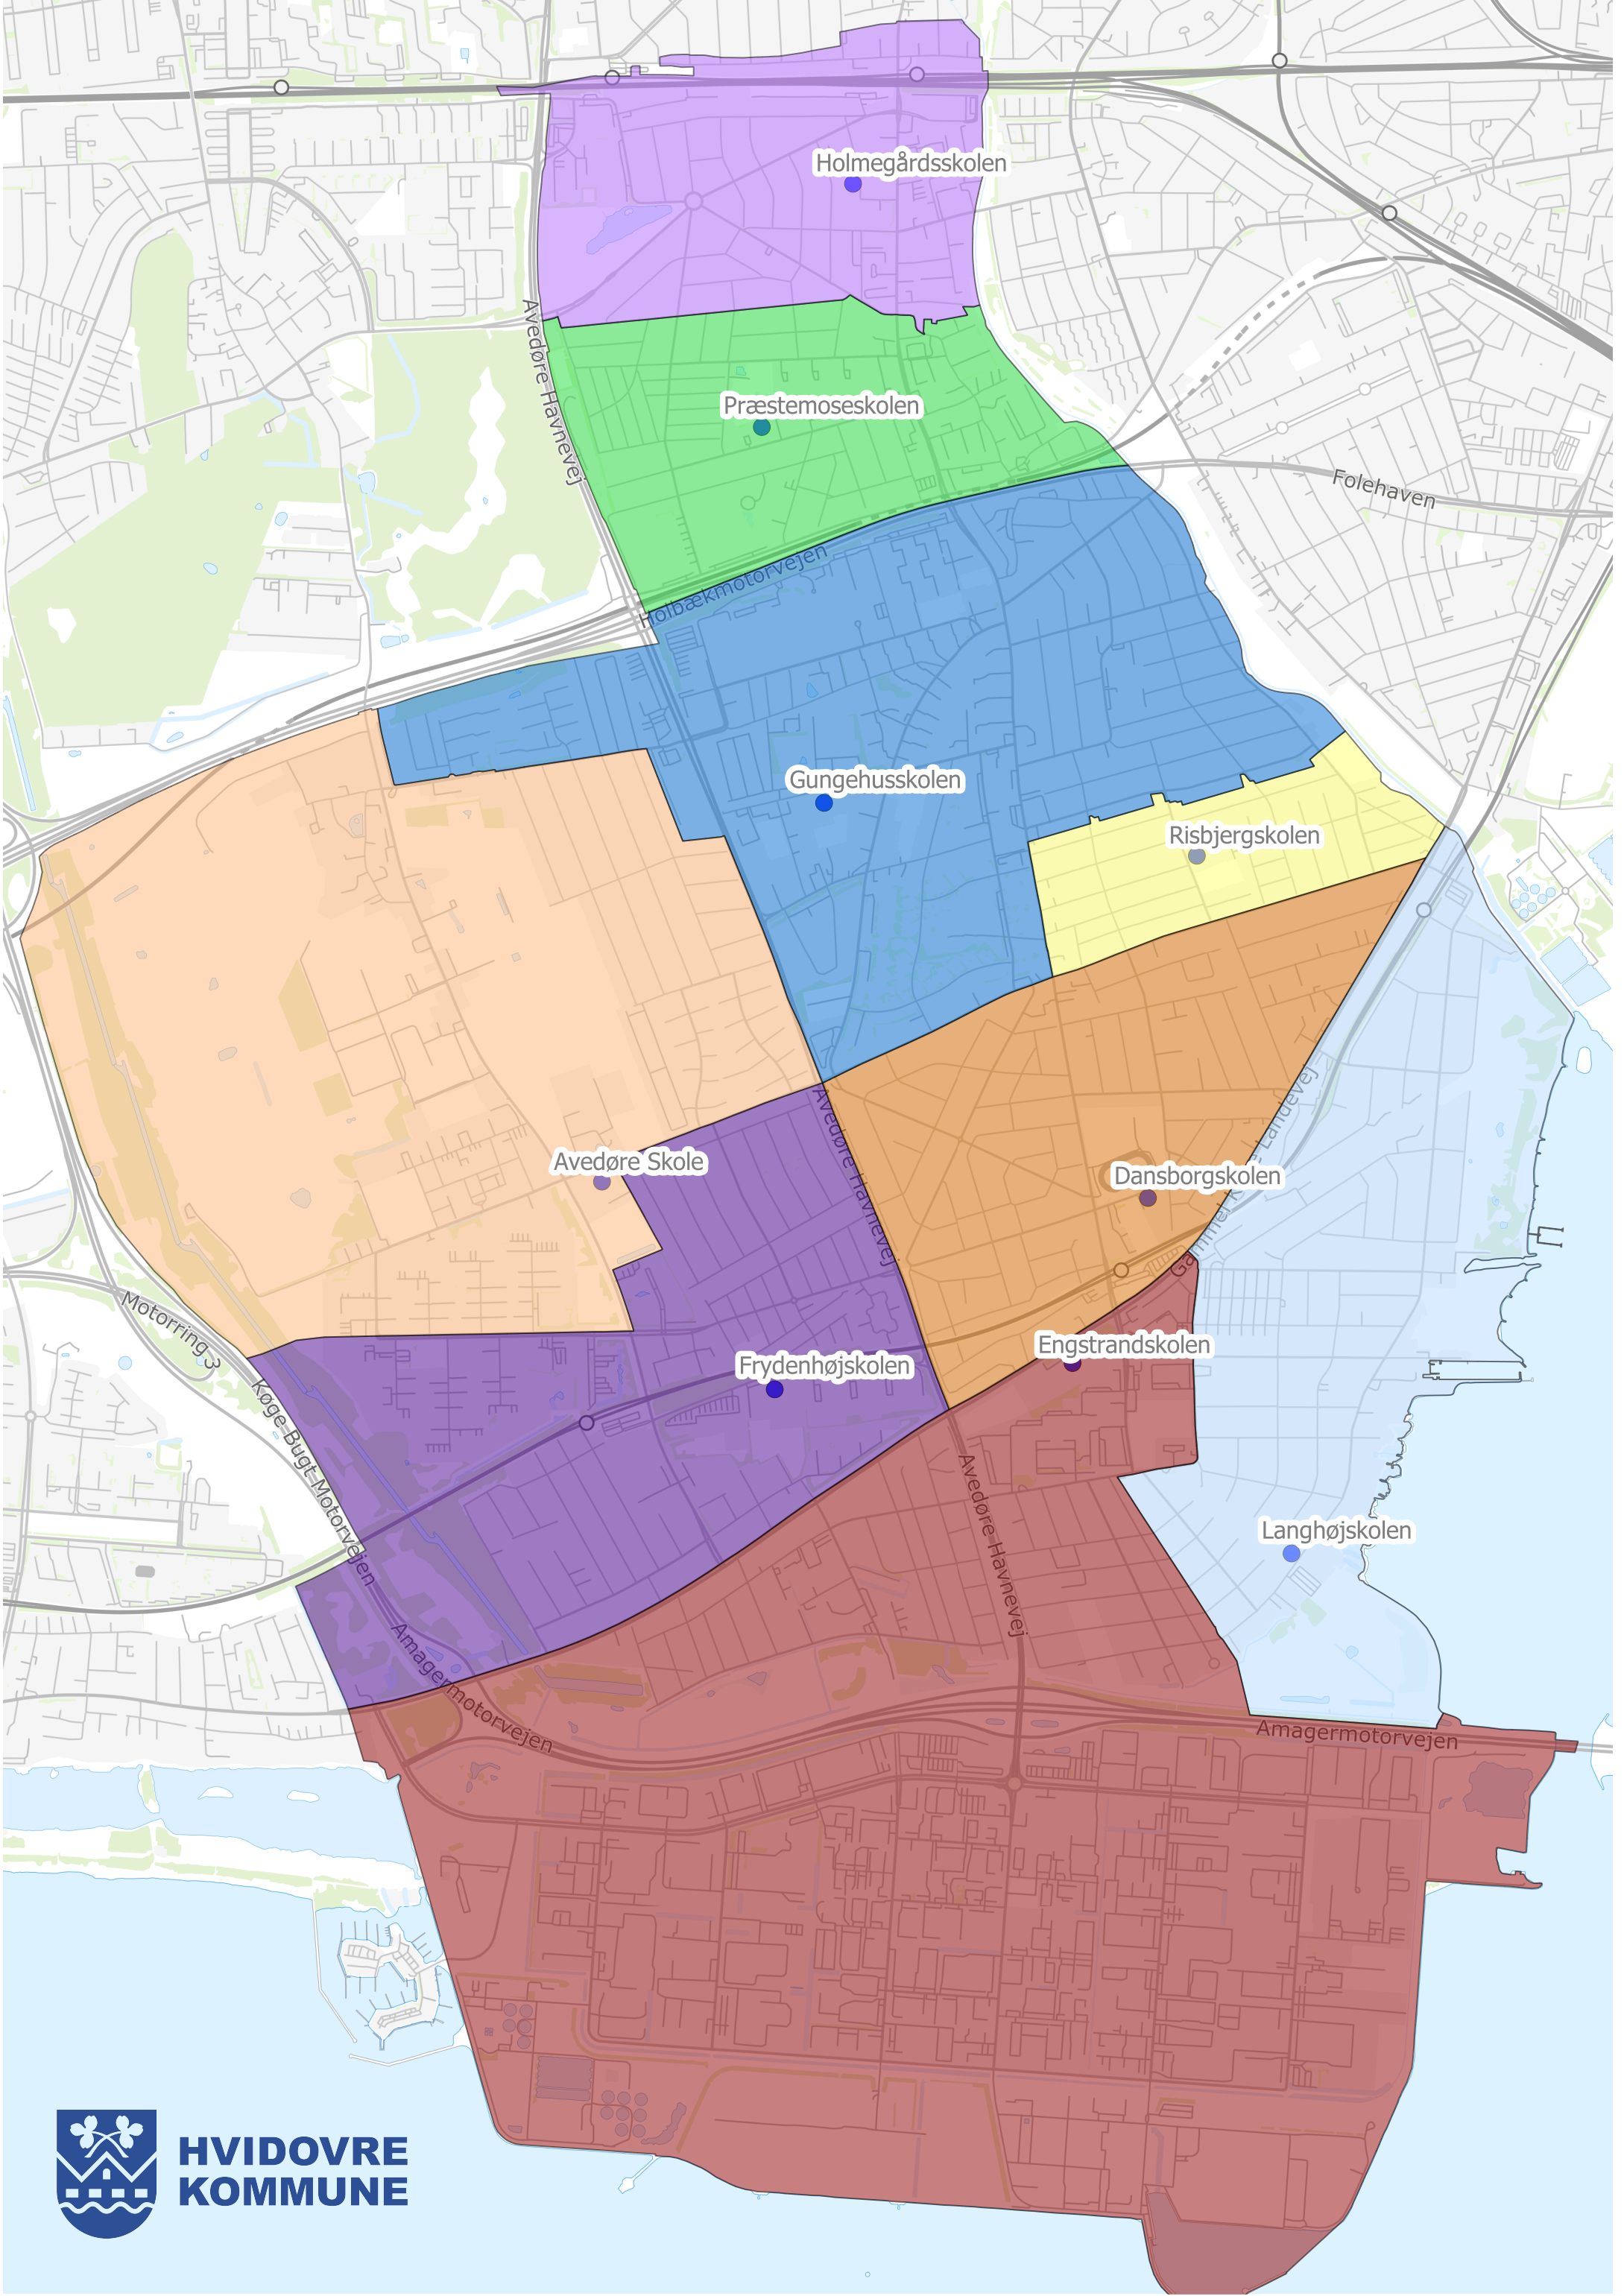 Holmegårdsskolen
Avedøre Havnevej
Præstemoseskolen
Folehaven
Holbækmotorvejen
Gungehusskolen
Risbjergskolen
Avedøre Havnevej
Avedøre Skole
Dansborgskolen
Landevej
Motorring 3
Engstrandskolen
Frydenhøjskolen
Køge Bugt Motorvejen
Avedøre Havnevej
Langhøjskolen
Amagermotorvejen
Amagermotorvejen
HVIDOVRE
KOMMUNE